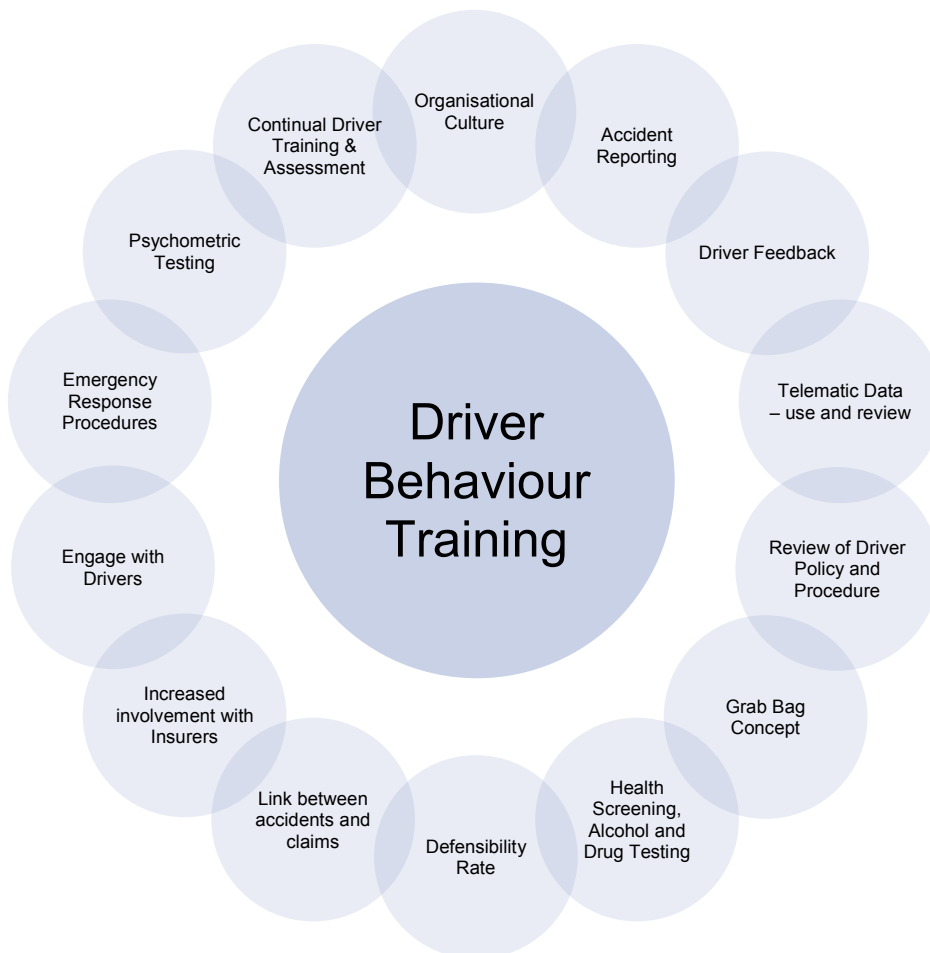 Organisational
Culture
Accident
Reporting
Driver Feedback
Telematic Data
– use and review
Review of Driver
Policy and
Procedure
Grab Bag
Concept
Health
Screening,
Alcohol and
Drug Testing
Defensibility
Rate
Link between
accidents and
claims
Increased
involvement with
Insurers
Engage with
Drivers
Emergency
Response
Procedures
Psychometric
Testing
Continual Driver
Training &
Assessment
Driver
Behaviour
Training